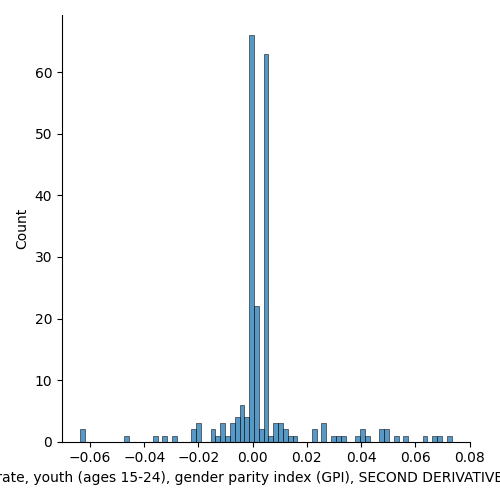 60
50
40
30
20
10
0
Count
−0.06 −0.04 −0.02 0.00 0.02 0.04 0.06 0.08
rate, youth (ages 15-24), gender parity index (GPI), SECOND DERIVATIVE